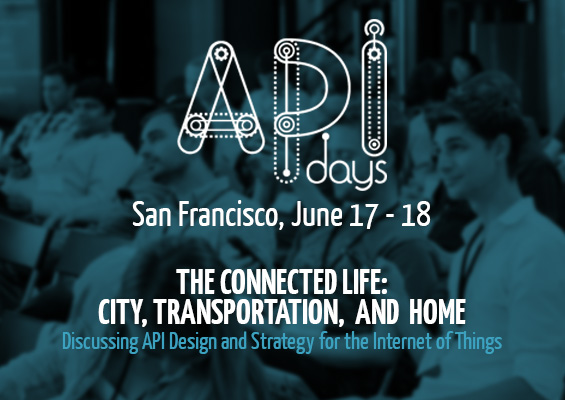 API
days
San Francisco, June 17 - 18
THE CONNECTED LIFE:
CITY, TRANSPORTATION, AND HOME
Discussing API Design and Strategy for the Internet of Things